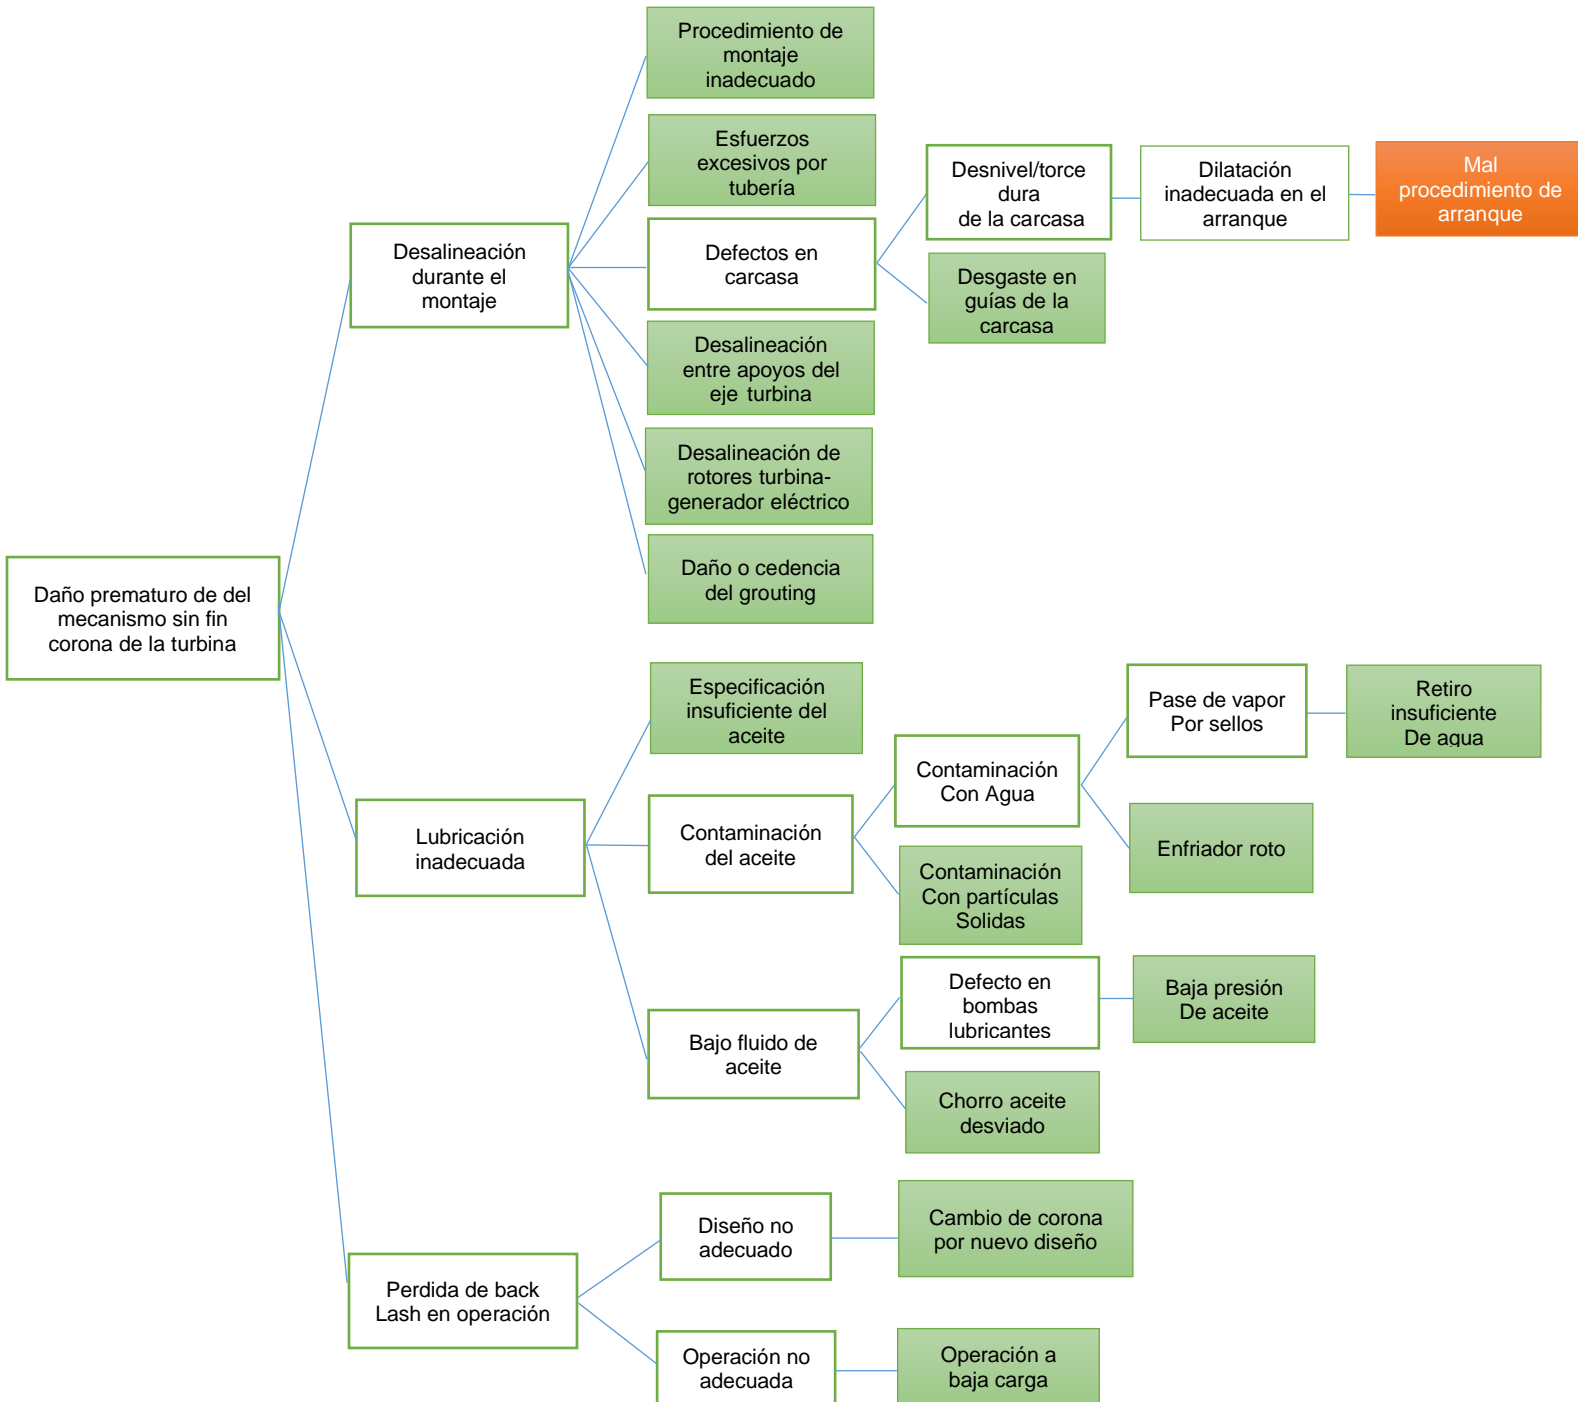 Procedimiento de
montaje
inadecuado
Esfuerzos
excesivos por
tubería
Desnivel/torce
dura
de la carcasa
Dilatación
inadecuada en el
arranque
Mal
procedimiento de
arranque
Desalineación
durante el
montaje
Defectos en
carcasa
Desgaste en
guías de la
carcasa
Desalineación
entre apoyos del
eje turbina
Desalineación de
rotores turbina-
generador eléctrico
Daño o cedencia
del grouting
Daño prematuro de del
mecanismo sin fin
corona de la turbina
Especificación
insuficiente del
aceite
Pase de vapor
Por sellos
Retiro
insuficiente
De agua
Contaminación
Con Agua
Lubricación
inadecuada
Contaminación
del aceite
Enfriador roto
Contaminación
Con partículas
Solidas
Defecto en
bombas
lubricantes
Baja presión
De aceite
Bajo fluido de
aceite
Chorro aceite
desviado
Diseño no
adecuado
Cambio de corona
por nuevo diseño
Perdida de back
Lash en operación
Operación no
adecuada
Operación a
baja carga